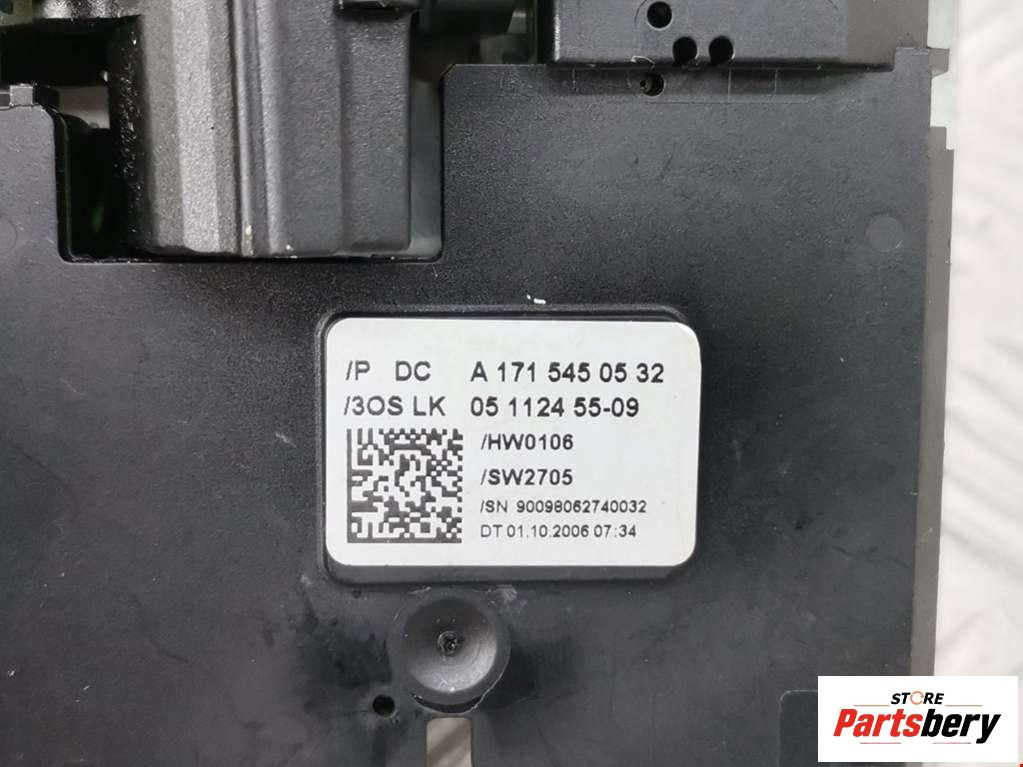 /P DC A 171 545 05 32
/3OS LK 05 1124 55-09
/HW0106
/SW2705
/SN 90098062740032
DT 01.10.2006 07:34
STORE
Partsbery